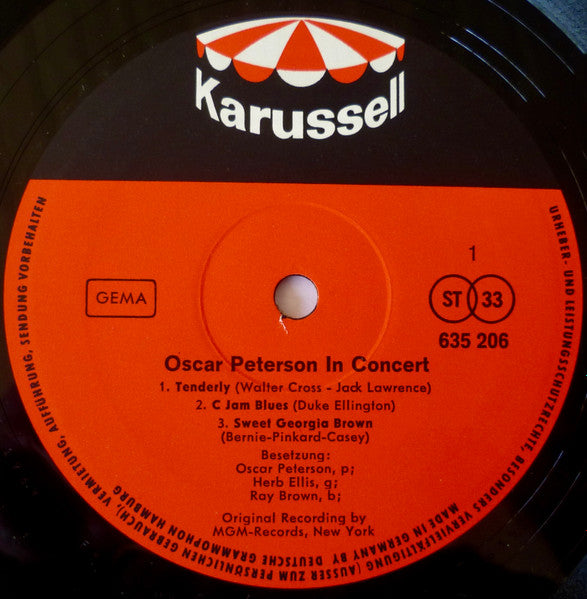 Karussell
GEMA
1
ST 33
635 206
Oscar Peterson In Concert
1. Tenderly (Walter Cross - Jack Lawrence)
2. C Jam Blues (Duke Ellington)
3. Sweet Georgia Brown
(Bernie-Pinkard-Casey)
Besetzung:
Oscar Peterson, p;
Herb Ellis, g;
Ray Brown, b;
Original Recording by
MGM-Records, New York
URHEBER- UND LEISTUNGSSCHUTZRECHTE, BESONDERS VERVIELFÄLTIGUNG (AUSSER ZUM PERSÖNLICHEN GEBRAUCH), VERMIETUNG, AUFFÜHRUNG, SENDUNG VORBEHALTEN
MADE IN GERMANY BY DEUTSCHE GRAMMOPHON HAMBURG